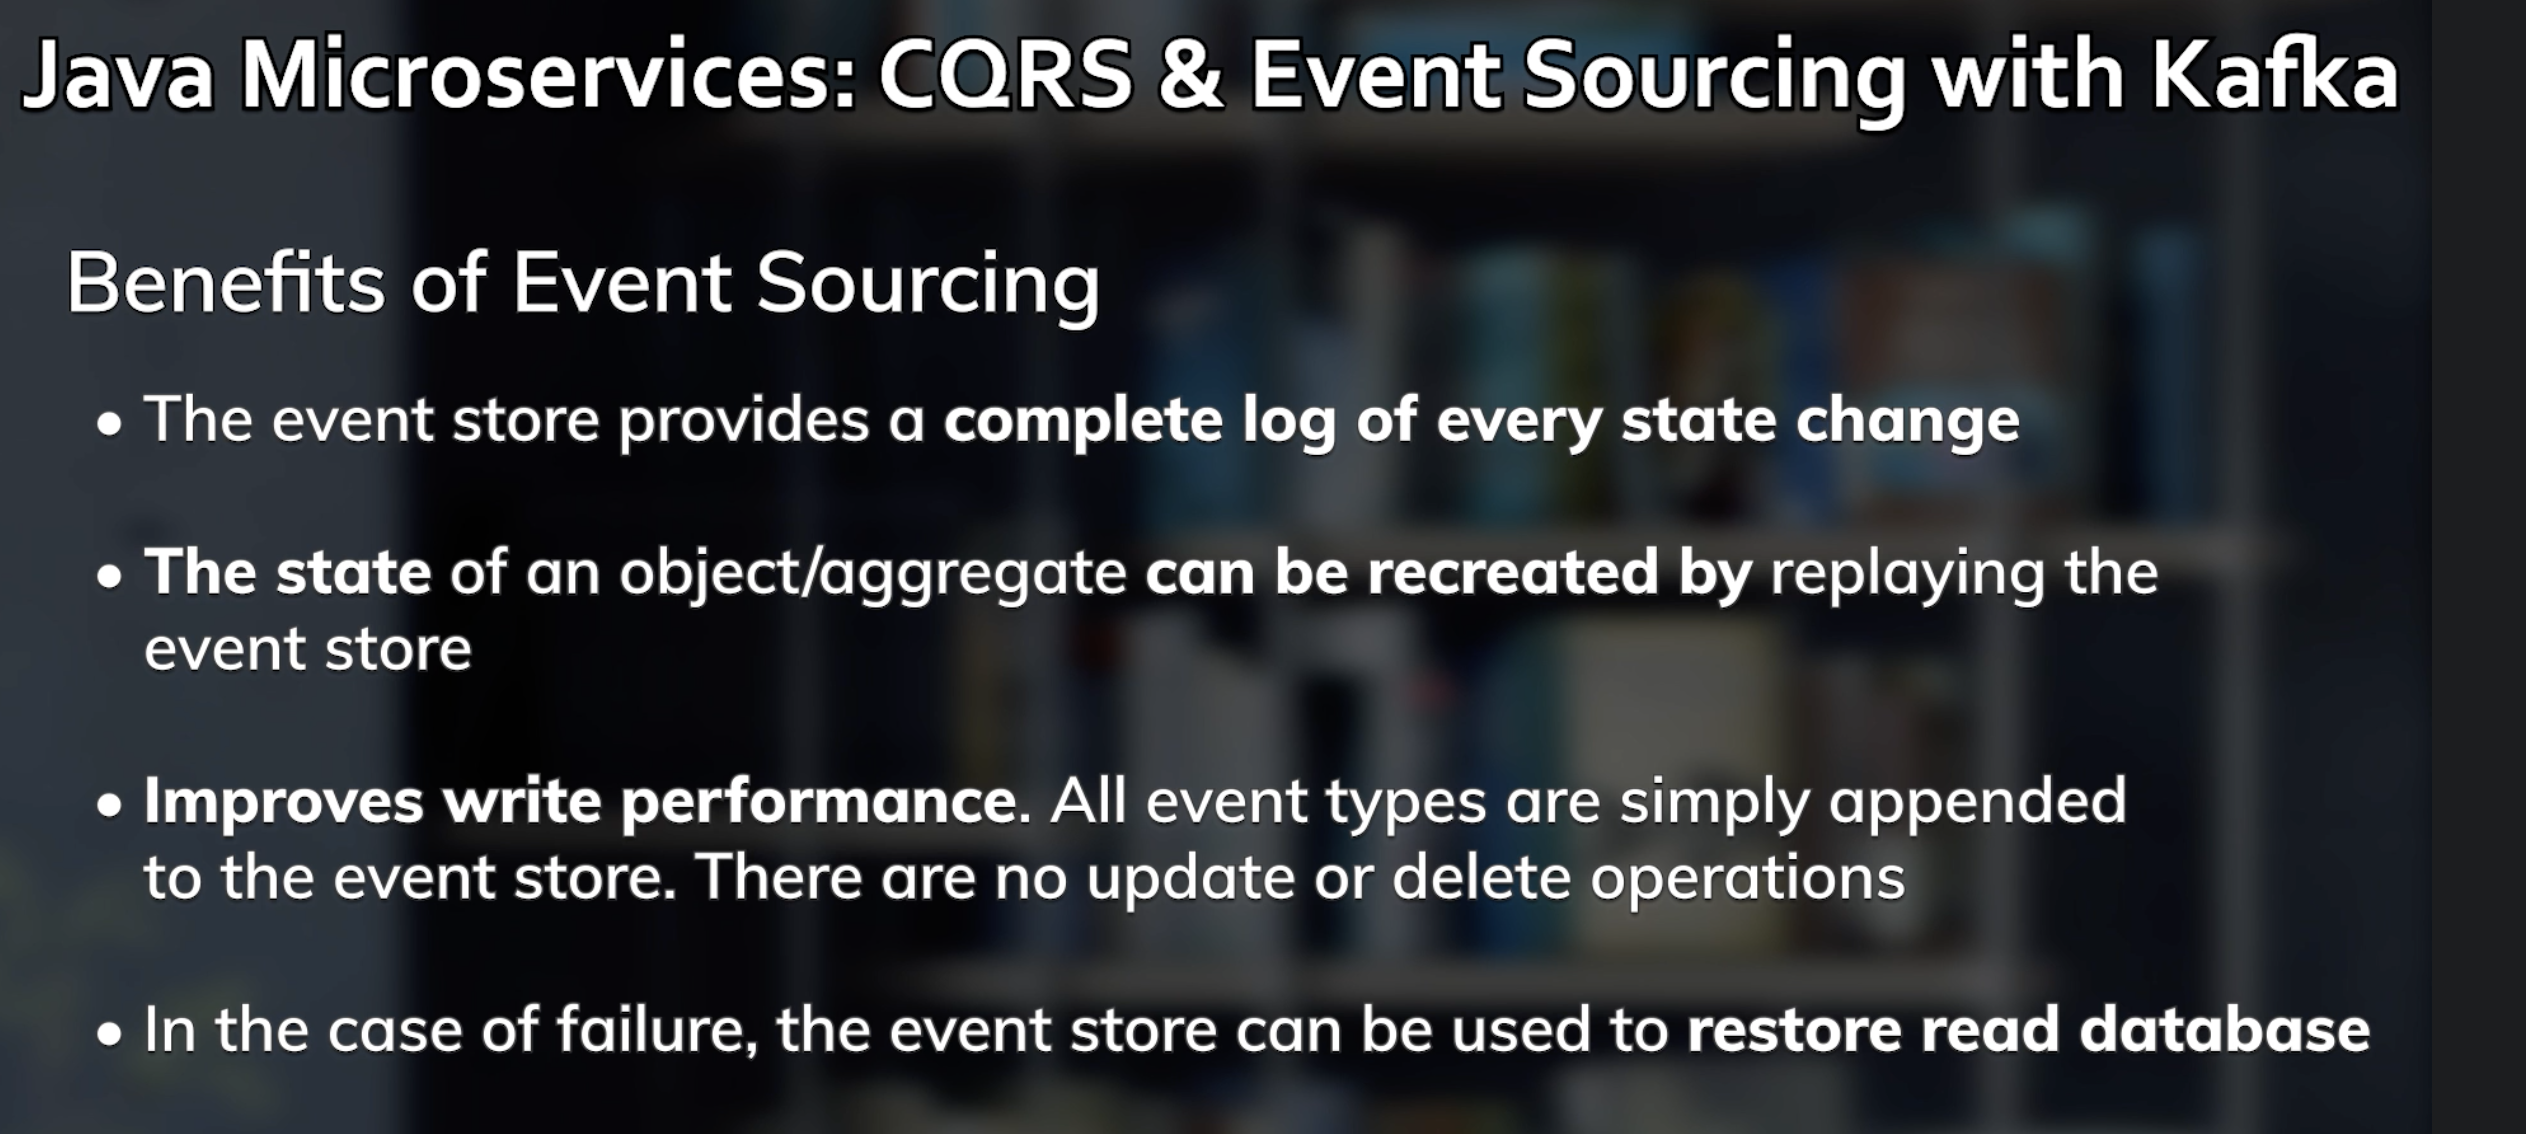 Java Microservices: CQRS & Event Sourcing with Kafka
Benefits of Event Sourcing
• The event store provides a complete log of every state change
• The state of an object/aggregate can be recreated by replaying the
event store
• Improves write performance. All event types are simply appended
to the event store. There are no update or delete operations
• In the case of failure, the event store can be used to restore read database